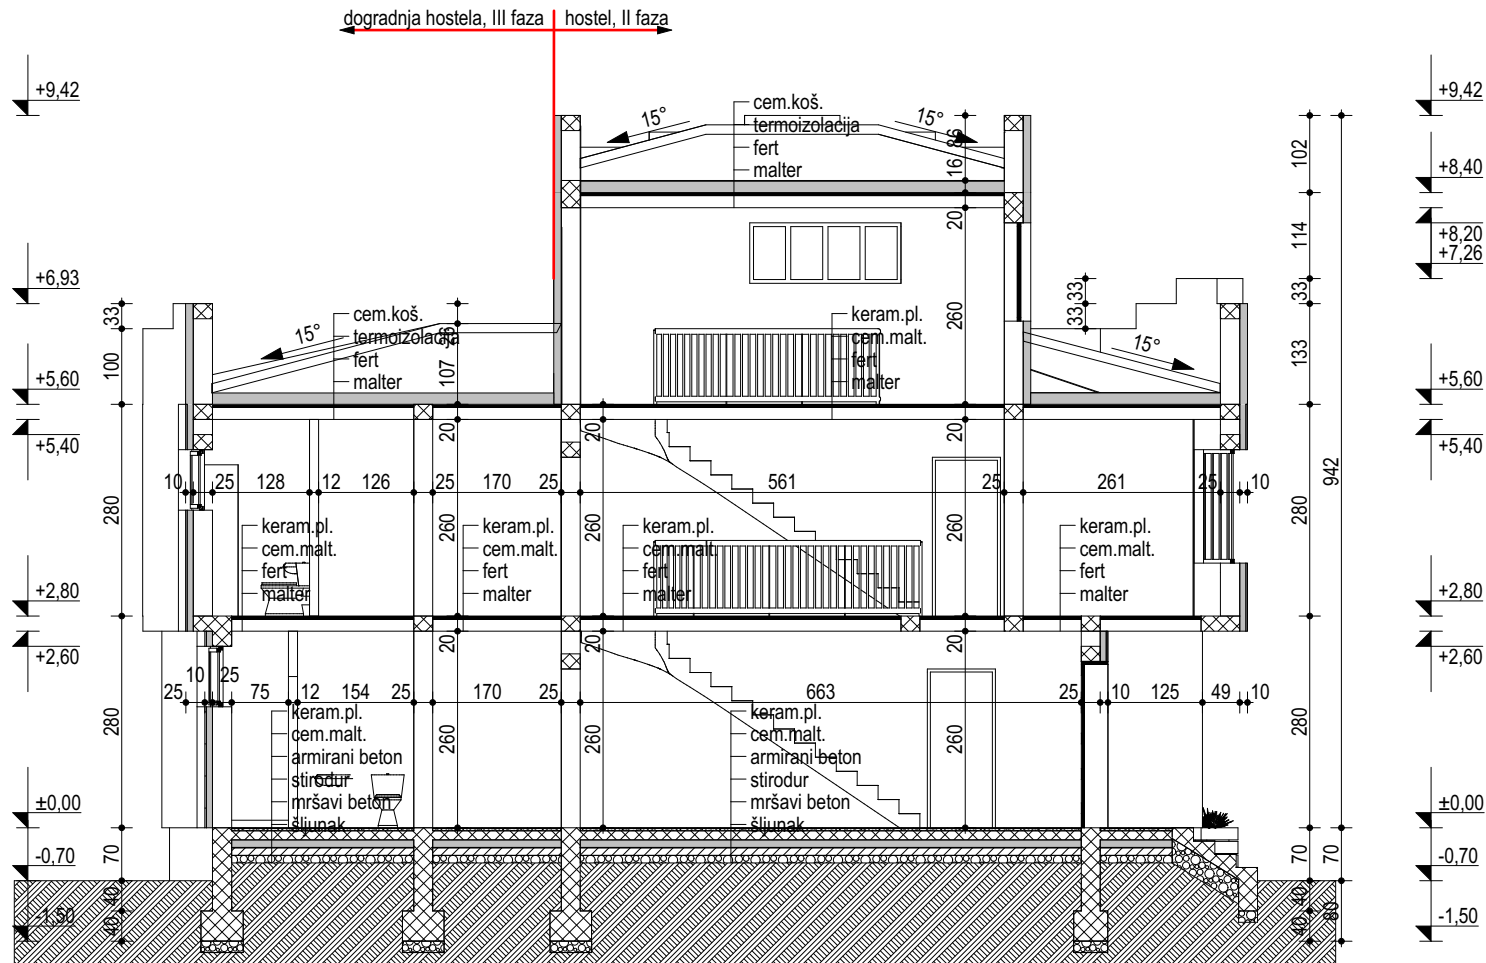 dogradnja hostela, III faza hostel, II faza
+9,42
+6,93
+5,60
+5,40
+2,80
+2,60
±0,00
-0,70
-1,50
33
100
280
280
70
40
40
15°
cem.koš.
termoizolacija
fert
malter
15°
86
16
20
260
15°
cem.koš.
termoizolacija
fert
malter
107
keram.pl.
cem.malt.
fert
malter
33
33
15°
20
20
20
10 25 128 12 126 25 170 25 561 25 261 25 10
260
260
260
keram.pl.
cem.malt.
fert
malter
keram.pl.
cem.malt.
fert
malter
keram.pl.
cem.malt.
fert
malter
keram.pl.
cem.malt.
fert
malter
20
20
20
25 10 25 75 12 154 25 170 25 663 25 10 125 49 10
260
260
260
keram.pl.
cem.malt.
armirani beton
stirodur
mršavi beton
šljunak
keram.pl.
cem.malt.
armirani beton
stirodur
mršavi beton
šljunak
102
114
33
133
280
280
70
40
40
942
70
80
+9,42
+8,40
+8,20
+7,26
+5,60
+5,40
+2,80
+2,60
±0,00
-0,70
-1,50